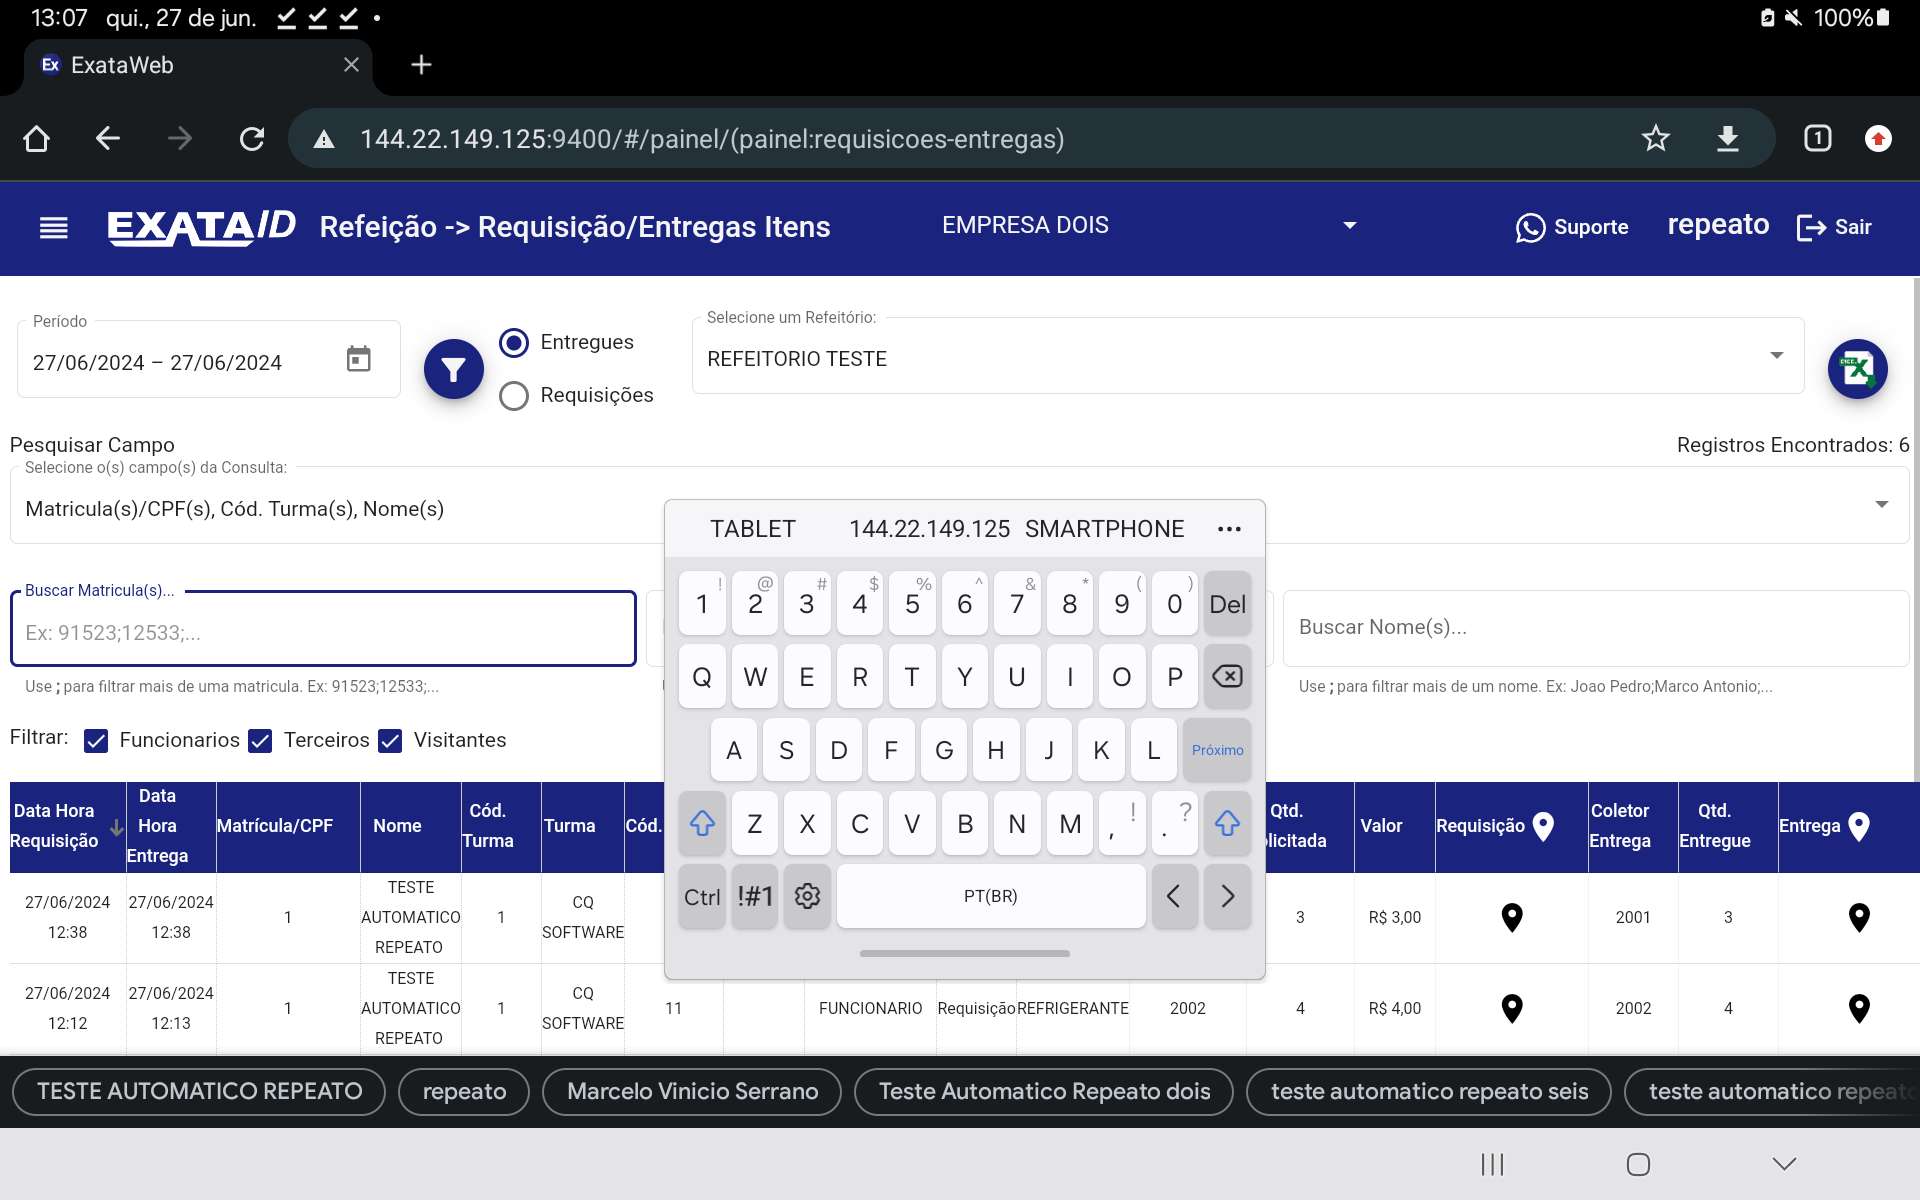 13:07 qui., 27 de jun. 100%
Ex ExataWeb
144.22.149.125:9400/#/painel/(painel:requisicoes-entregas) 1
EXATA/ID Refeição -> Requisição/Entregas Itens EMPRESA DOIS Suporte repeato Sair
Período
27/06/2024 – 27/06/2024
Entregues
Requisições
Selecione um Refeitório:
REFEITORIO TESTE
Pesquisar Campo
Registros Encontrados: 6
Selecione o(s) campo(s) da Consulta:
Matricula(s)/CPF(s), Cód. Turma(s), Nome(s)
Buscar Matricula(s)...
Ex: 91523;12533;...
Use ; para filtrar mais de uma matricula. Ex: 91523;12533;...
Buscar Nome(s)...
Use ; para filtrar mais de um nome. Ex: Joao Pedro;Marco Antonio;...
TABLET 144.22.149.125 SMARTPHONE ...
! @ # $ % ^ & * ( )
1 2 3 4 5 6 7 8 9 0 Del
Q W E R T Y U I O P
A S D F G H J K L Próximo
Z X C V B N M , ! . ?
Ctrl !#1 PT(BR) < >
Filtrar: Funcionarios Terceiros Visitantes
Data Hora Requisição Data Hora Entrega Matrícula/CPF Nome Cód. Turma Turma Cód. Qtd. licitada Valor Requisição Coletor Entrega Qtd. Entregue Entrega
27/06/2024 12:38 27/06/2024 12:38 1 TESTE AUTOMATICO REPEATO 1 CQ SOFTWARE 3 R$ 3,00 2001 3
27/06/2024 12:12 27/06/2024 12:13 1 TESTE AUTOMATICO REPEATO 1 CQ SOFTWARE 11 FUNCIONARIO Requisição REFRIGERANTE 2002 4 R$ 4,00 2002 4
TESTE AUTOMATICO REPEATO repeato Marcelo Vinicio Serrano Teste Automatico Repeato dois teste automatico repeato seis teste automatico repeato